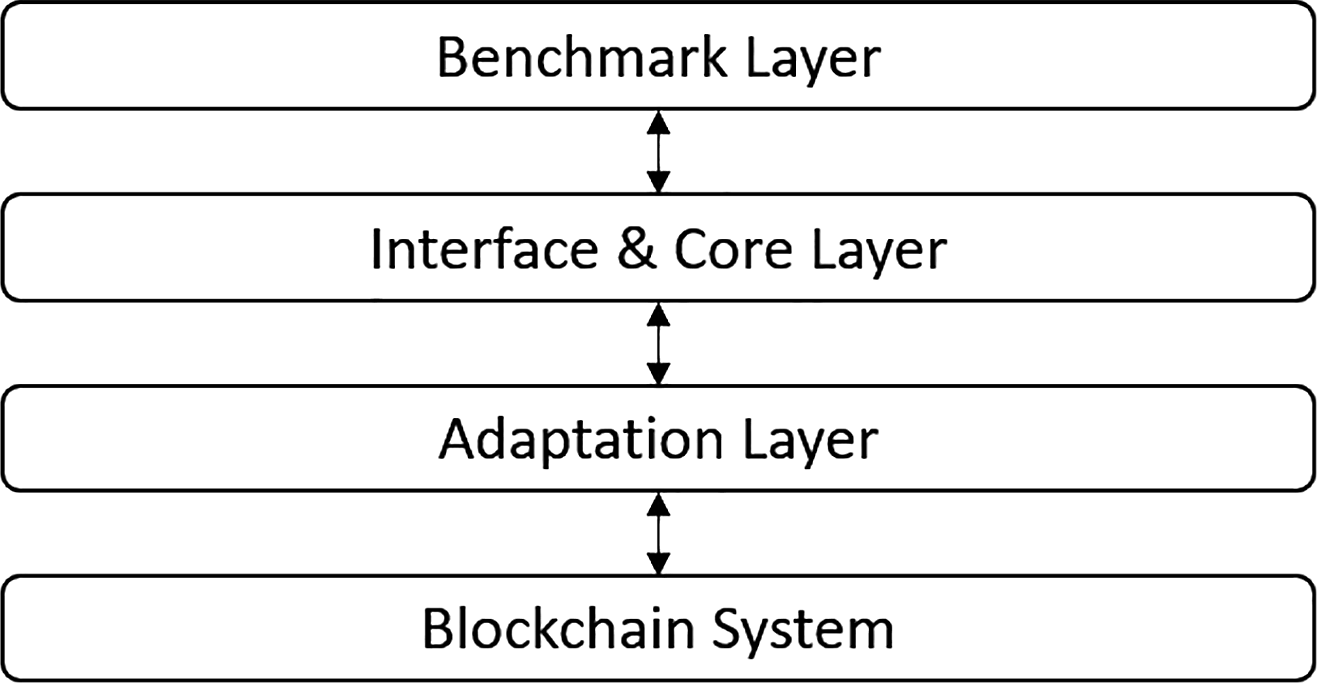 Benchmark Layer
Interface & Core Layer
Adaptation Layer
Blockchain System